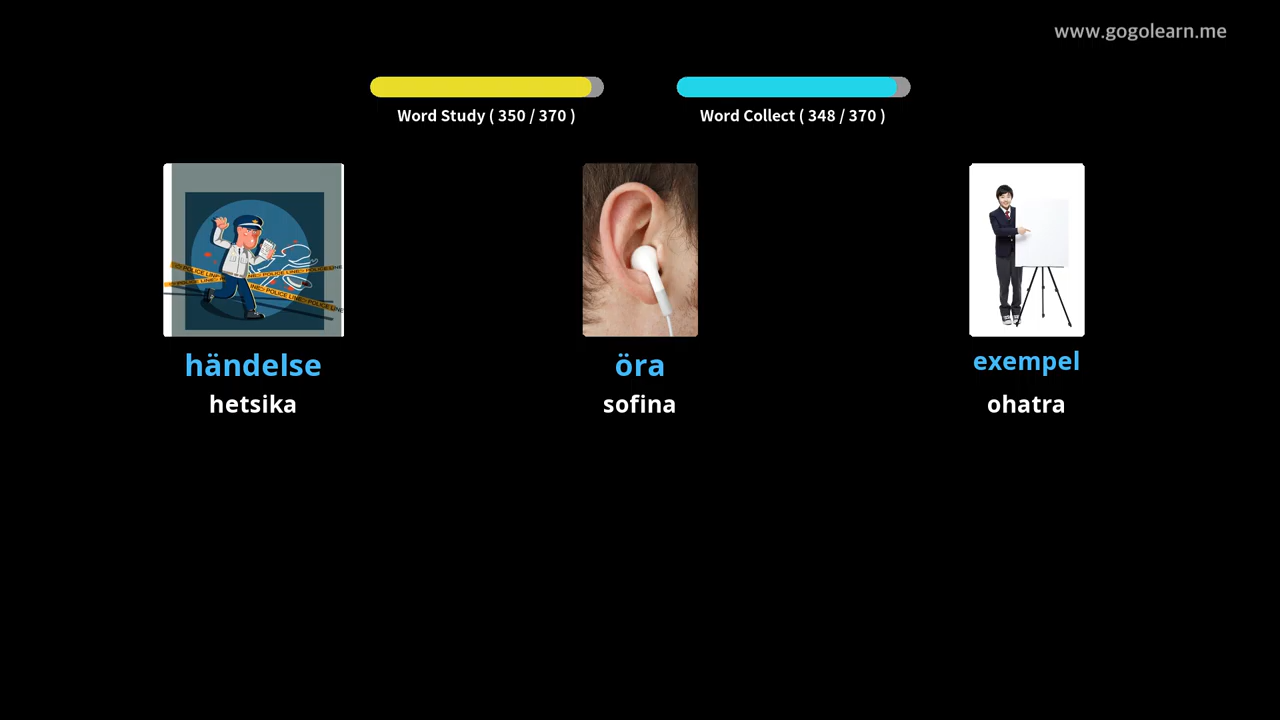 www.gogolearn.me
Word Study ( 350 / 370 )
Word Collect ( 348 / 370 )
händelse
öra
exempel
hetsika
sofina
ohatra